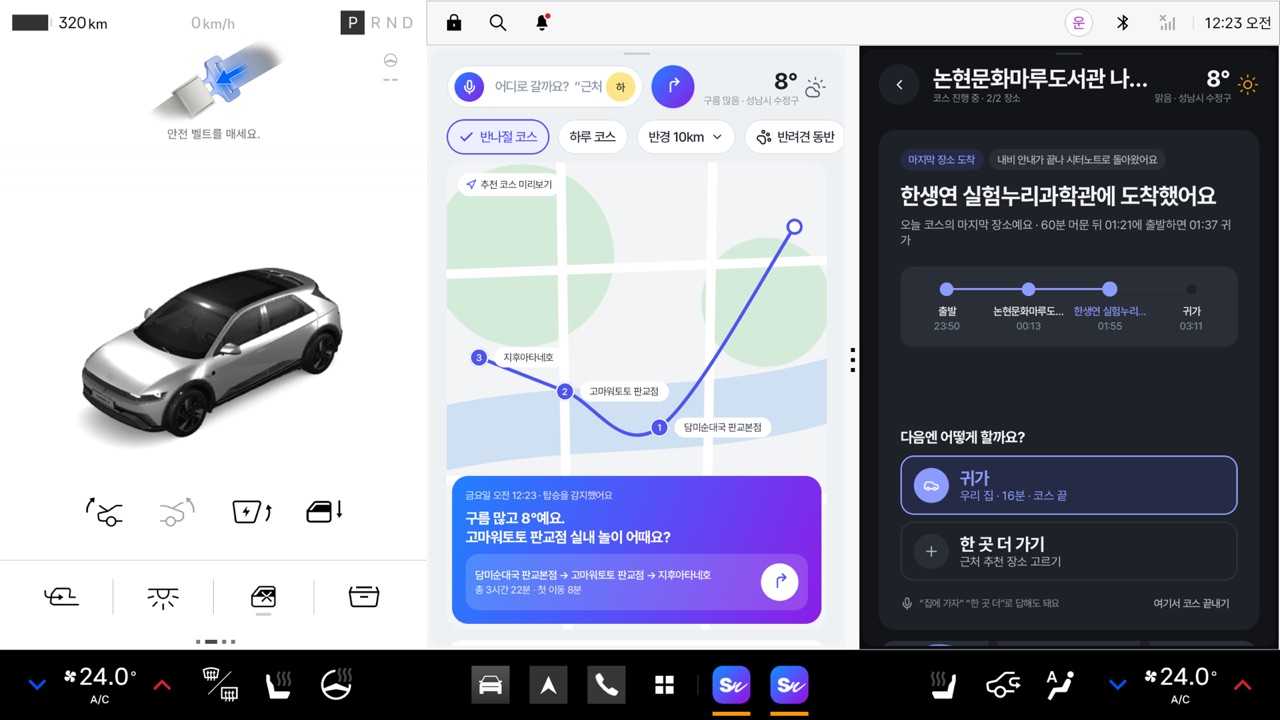 320 km
0 km/h
P R N D
안전 벨트를 매세요.
운
12:23 오전
어디로 갈까요? “근처
하
8°
구름 많음 · 성남시 수정구
반나절 코스
하루 코스
반경 10km
반려견 동반
추천 코스 미리보기
3 지후아타네호
2 고마워토토 판교점
1 담미순대국 판교본점
금요일 오전 12:23 · 탑승을 감지했어요
구름 많고 8°예요.
고마워토토 판교점 실내 놀이 어때요?
담미순대국 판교본점 → 고마워토토 판교점 → 지후아타네호
총 3시간 22분 · 첫 이동 8분
논현문화마루도서관 나...
코스 진행 중 · 2/2 장소
8°
맑음 · 성남시 수정구
마지막 장소 도착
내비 안내가 끝나 시터노트로 돌아왔어요
한생연 실험누리과학관에 도착했어요
오늘 코스의 마지막 장소예요 · 60분 머문 뒤 01:21에 출발하면 01:37 귀
가
출발 논현문화마루도... 한생연 실험누리... 귀가
23:50 00:13 01:55 03:11
다음엔 어떻게 할까요?
귀가
우리 집 · 16분 · 코스 끝
한 곳 더 가기
근처 추천 장소 고르기
“집에 가자” “한 곳 더”로 답해도 돼요
여기서 코스 끝내기
24.0°
A/C
Sn
Sn
A
24.0°
A/C